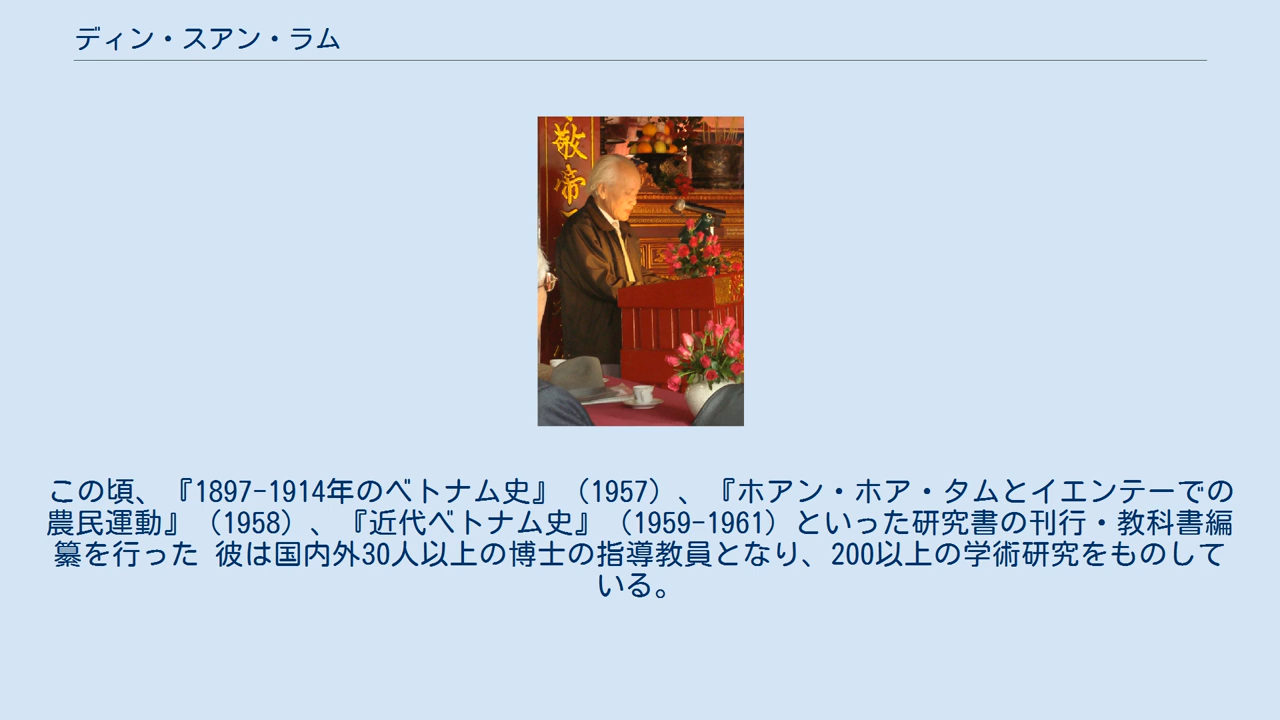 ディン・スアン・ラム
敬
帝
この頃、『1897-1914年のベトナム史』（1957）、『ホアン・ホア・タムとイエンテーでの
農民運動』（1958）、『近代ベトナム史』（1959-1961）といった研究書の刊行・教科書編
纂を行った 彼は国内外30人以上の博士の指導教員となり、200以上の学術研究をものして
いる。